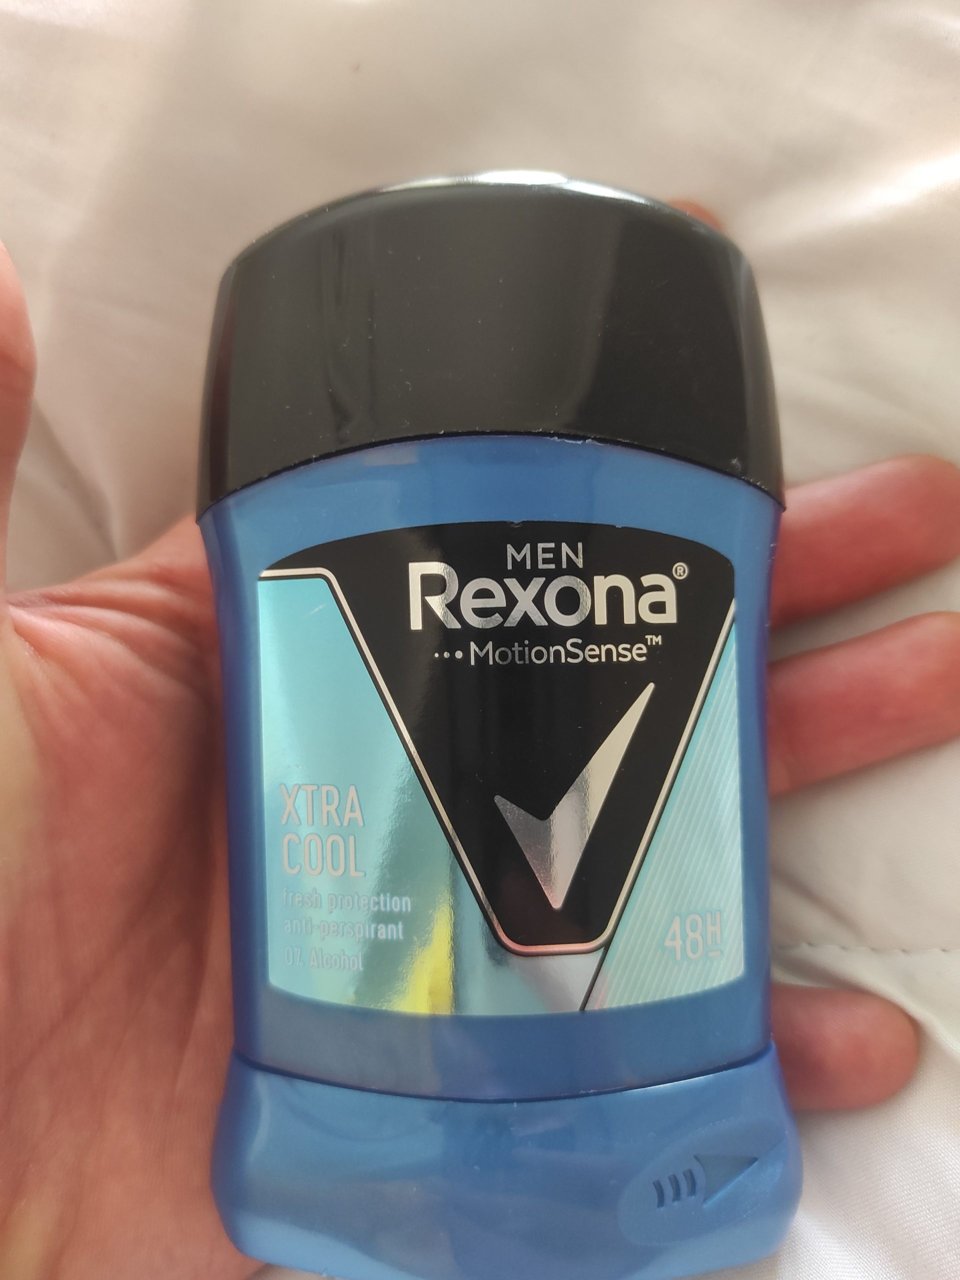 MEN
Rexona®
...MotionSense™
XTRA
COOL
fresh protection
anti-perspirant
0% Alcohol
48H